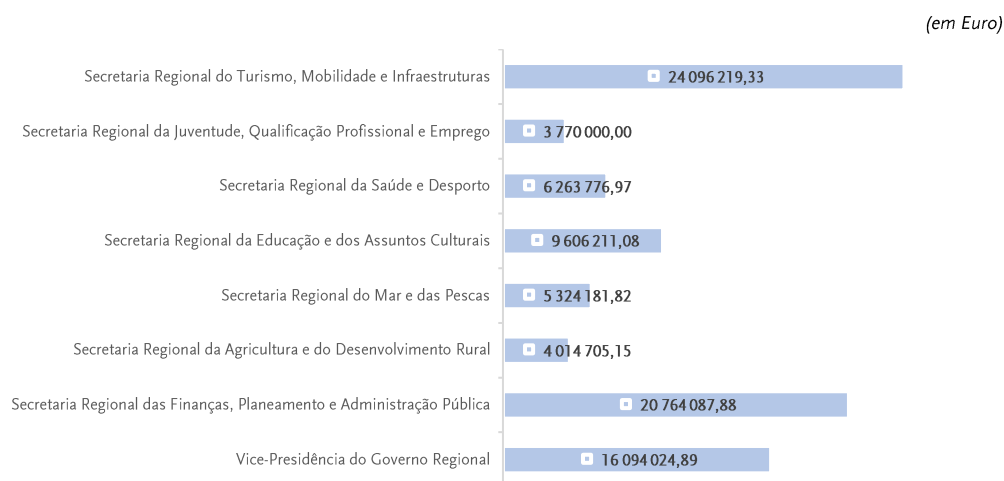 (em Euro)
Secretaria Regional do Turismo, Mobilidade e Infraestruturas 24 096 219,33
Secretaria Regional da Juventude, Qualificação Profissional e Emprego 3 770 000,00
Secretaria Regional da Saúde e Desporto 6 263 776,97
Secretaria Regional da Educação e dos Assuntos Culturais 9 606 211,08
Secretaria Regional do Mar e das Pescas 5 324 181,82
Secretaria Regional da Agricultura e do Desenvolvimento Rural 4 014 705,15
Secretaria Regional das Finanças, Planeamento e Administração Pública 20 764 087,88
Vice-Presidência do Governo Regional 16 094 024,89